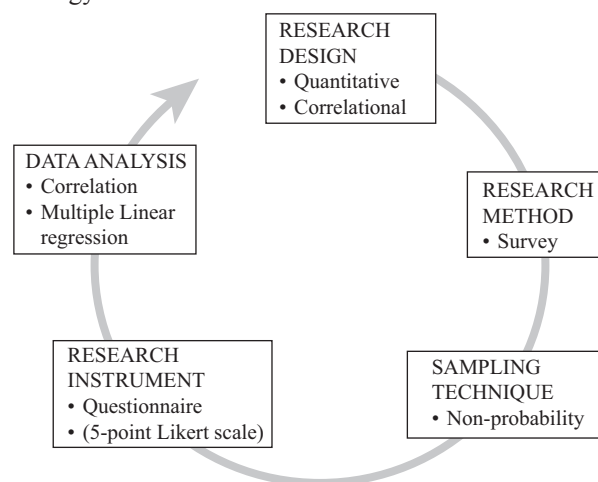 RESEARCH
DESIGN
• Quantitative
• Correlational
RESEARCH
METHOD
• Survey
SAMPLING
TECHNIQUE
• Non-probability
RESEARCH
INSTRUMENT
• Questionnaire
• (5-point Likert scale)
DATA ANALYSIS
• Correlation
• Multiple Linear
regression